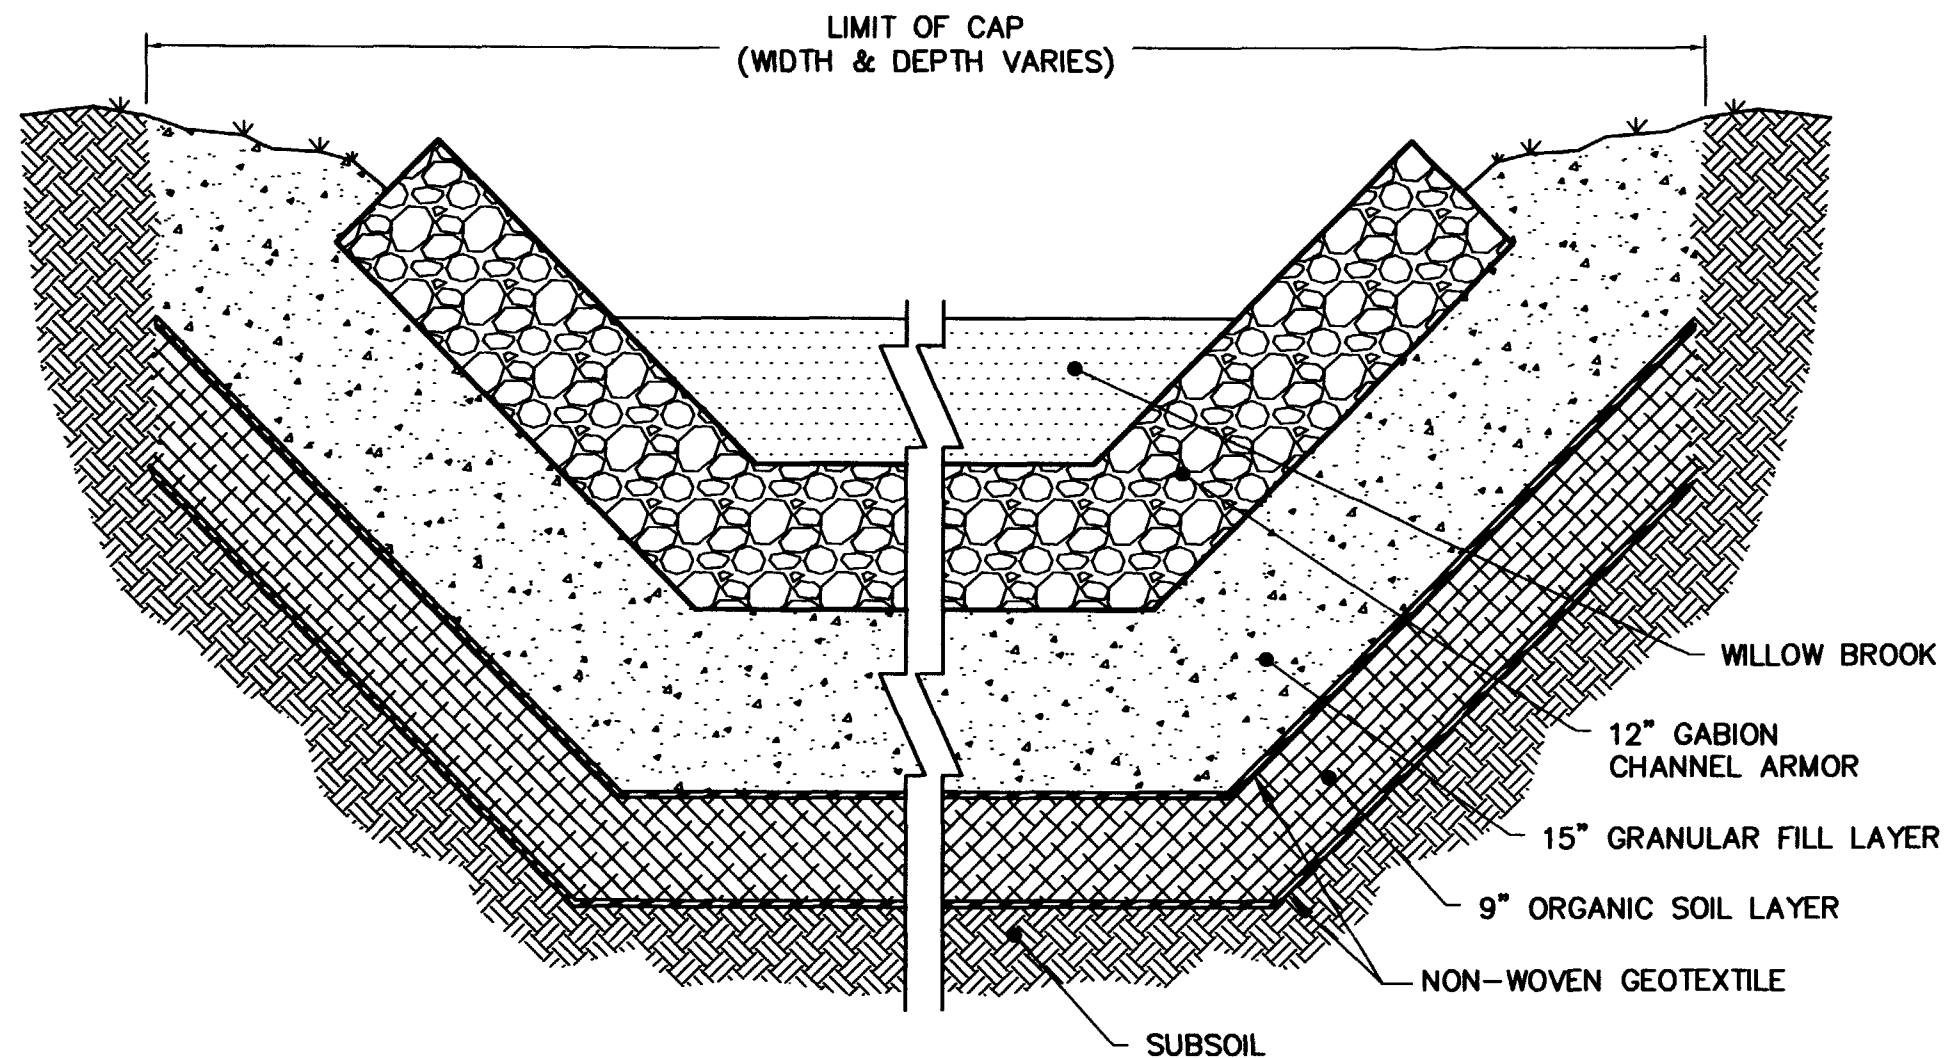 LIMIT OF CAP
(WIDTH & DEPTH VARIES)
WILLOW BROOK
12" GABION
CHANNEL ARMOR
15" GRANULAR FILL LAYER
9" ORGANIC SOIL LAYER
NON-WOVEN GEOTEXTILE
SUBSOIL